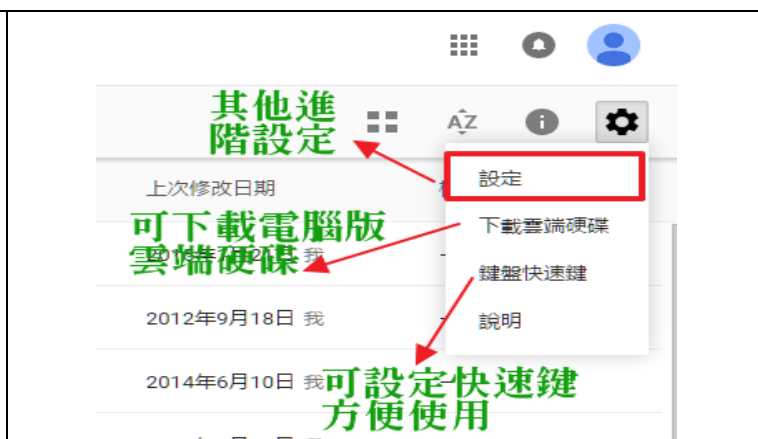 其他進
階設定
AZ
設定
上次修改日期
下載雲端硬碟
可下載電腦版
雲端硬碟
我
鍵盤快速鍵
2012年9月18日 我
說明
2014年6月10日 我
可設定快速鍵
方便使用